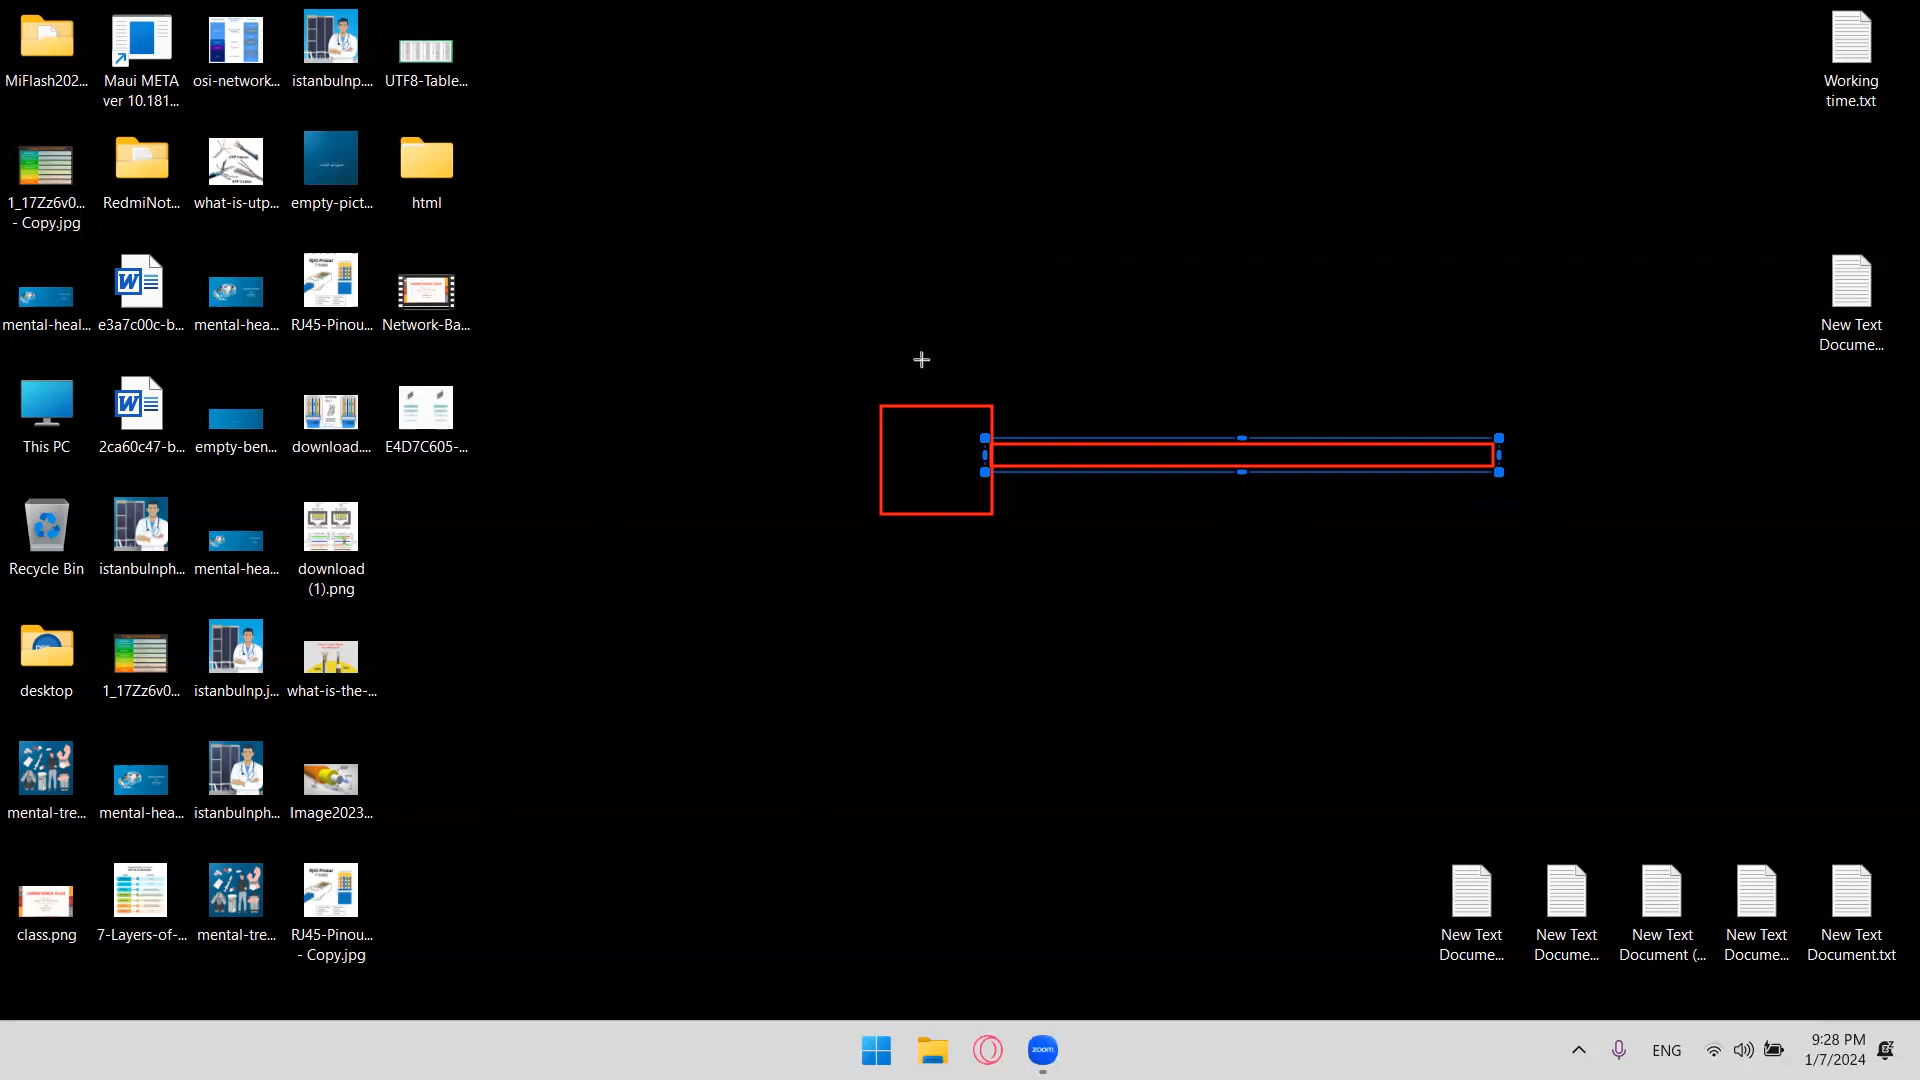 MiFlash202...
Maui META
ver 10.181...
osi-network...
istanbulnp....
UTF8-Table...
Working
time.txt
1_17Zz6v0...
- Copy.jpg
RedmiNot...
what-is-utp...
empty-pict...
html
mental-heal...
e3a7c00c-b...
mental-hea...
RJ45-Pinou...
Network-Ba...
New Text
Docume...
This PC
2ca60c47-b...
empty-ben...
download....
E4D7C605-...
Recycle Bin
istanbulnph...
mental-hea...
download
(1).png
desktop
1_17Zz6v0...
istanbulnp.j...
what-is-the-...
mental-tre...
mental-hea...
istanbulnph...
Image2023...
class.png
7-Layers-of-...
mental-tre...
RJ45-Pinou...
- Copy.jpg
New Text
Docume...
New Text
Docume...
New Text
Document (...
New Text
Docume...
New Text
Document.txt
zoom
ENG
9:28 PM
1/7/2024